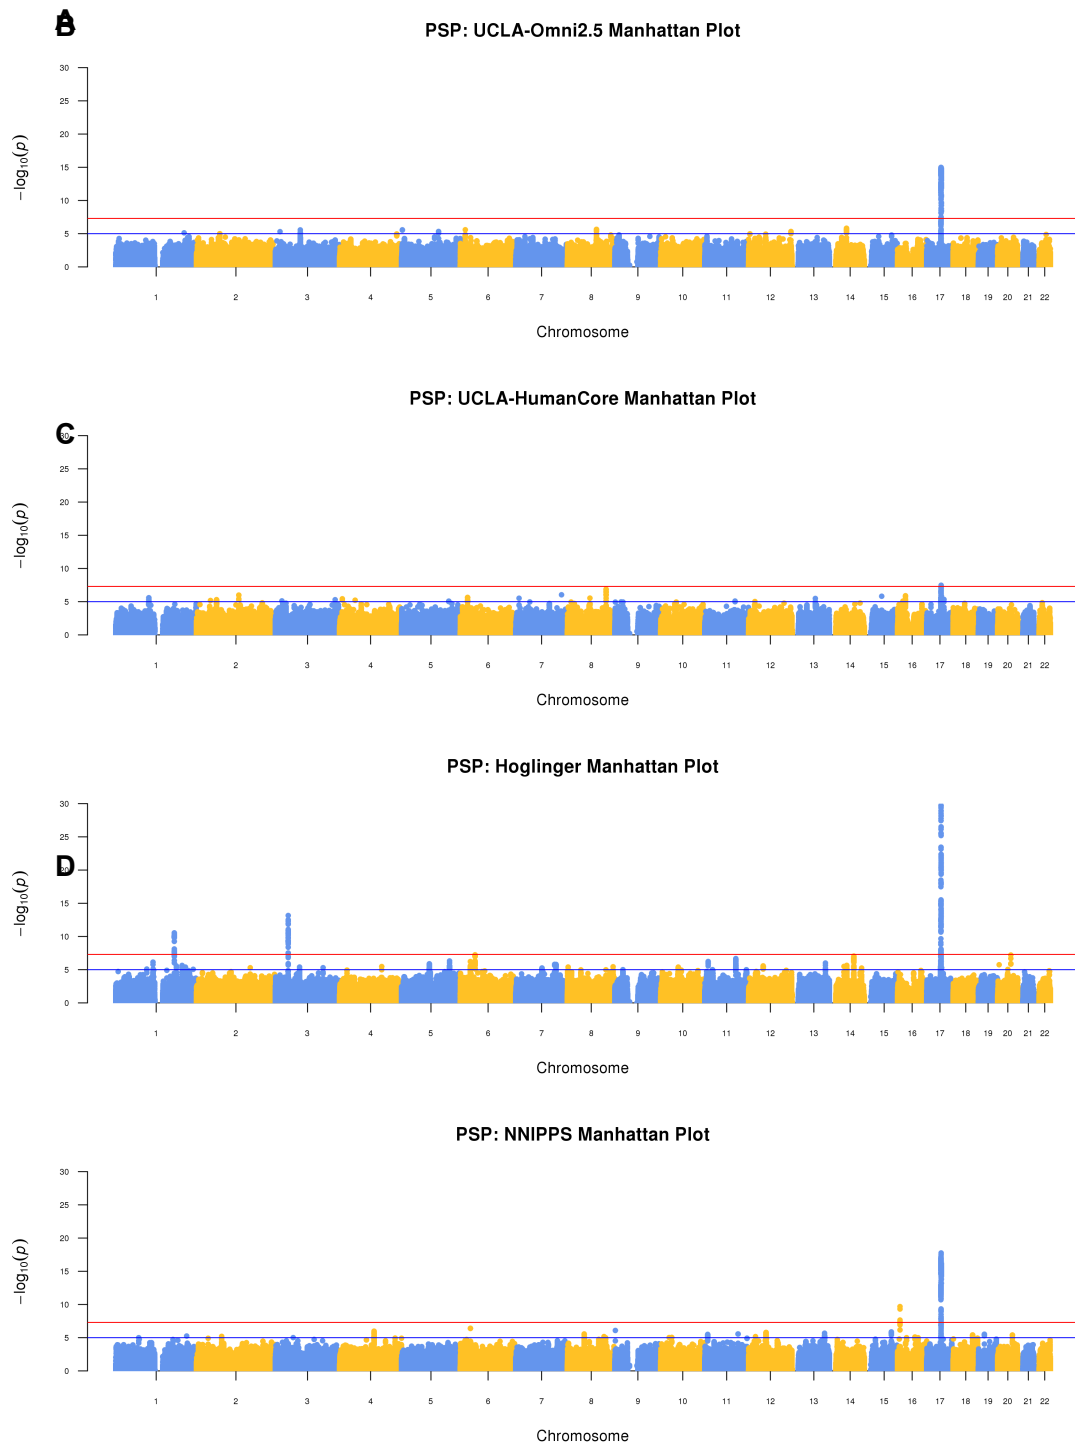 A
B
PSP: UCLA-Omni2.5 Manhattan Plot
30
25
20
15
10
5
0
−log10(p)
1 2 3 4 5 6 7 8 9 10 11 12 13 14 15 16 17 18 19 20 21 22
Chromosome
PSP: UCLA-HumanCore Manhattan Plot
C
30
25
20
15
10
5
0
−log10(p)
1 2 3 4 5 6 7 8 9 10 11 12 13 14 15 16 17 18 19 20 21 22
Chromosome
PSP: Hoglinger Manhattan Plot
30
25
D
20
15
10
5
0
−log10(p)
1 2 3 4 5 6 7 8 9 10 11 12 13 14 15 16 17 18 19 20 21 22
Chromosome
PSP: NNIPPS Manhattan Plot
30
25
20
15
10
5
0
−log10(p)
1 2 3 4 5 6 7 8 9 10 11 12 13 14 15 16 17 18 19 20 21 22
Chromosome